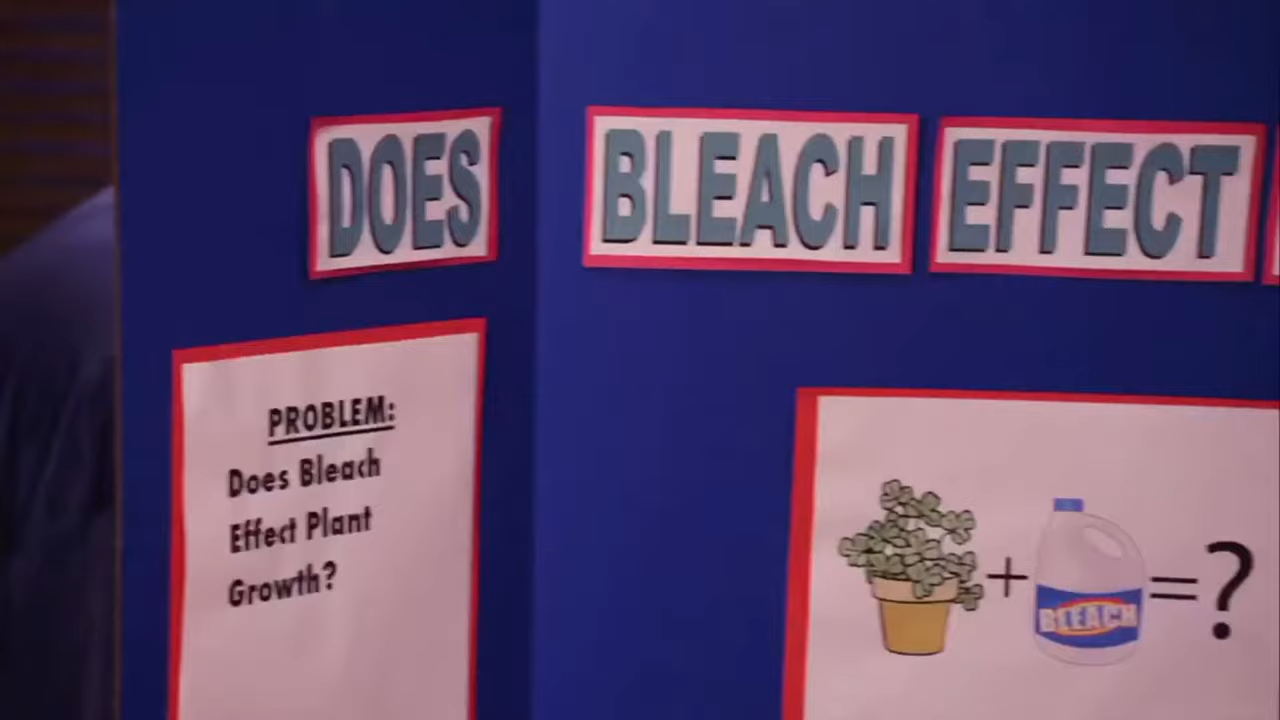 DOES BLEACH EFFECT
PROBLEM:
Does Bleach
Effect Plant
Growth?
+ BLEACH = ?